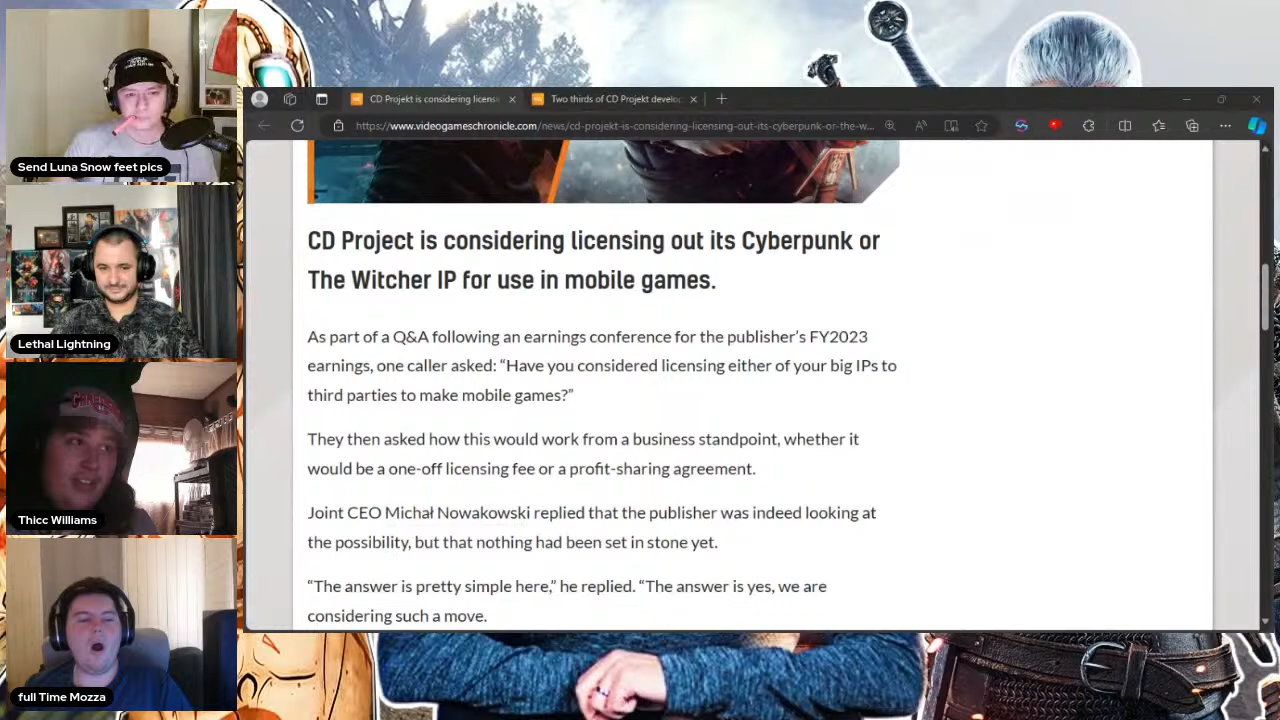 Send Luna Snow feet pics
Lethal Lightning
Thicc Williams
full Time Mozza
CD Projekt is considering licens
Two thirds of CD Projekt develo
https://www.videogameschronicle.com/news/cd-projekt-is-considering-licensing-out-its-cyberpunk-or-the-w...
CD Project is considering licensing out its Cyberpunk or
The Witcher IP for use in mobile games.
As part of a Q&A following an earnings conference for the publisher’s FY2023
earnings, one caller asked: “Have you considered licensing either of your big IPs to
third parties to make mobile games?”
They then asked how this would work from a business standpoint, whether it
would be a one-off licensing fee or a profit-sharing agreement.
Joint CEO Michał Nowakowski replied that the publisher was indeed looking at
the possibility, but that nothing had been set in stone yet.
“The answer is pretty simple here,” he replied. “The answer is yes, we are
considering such a move.